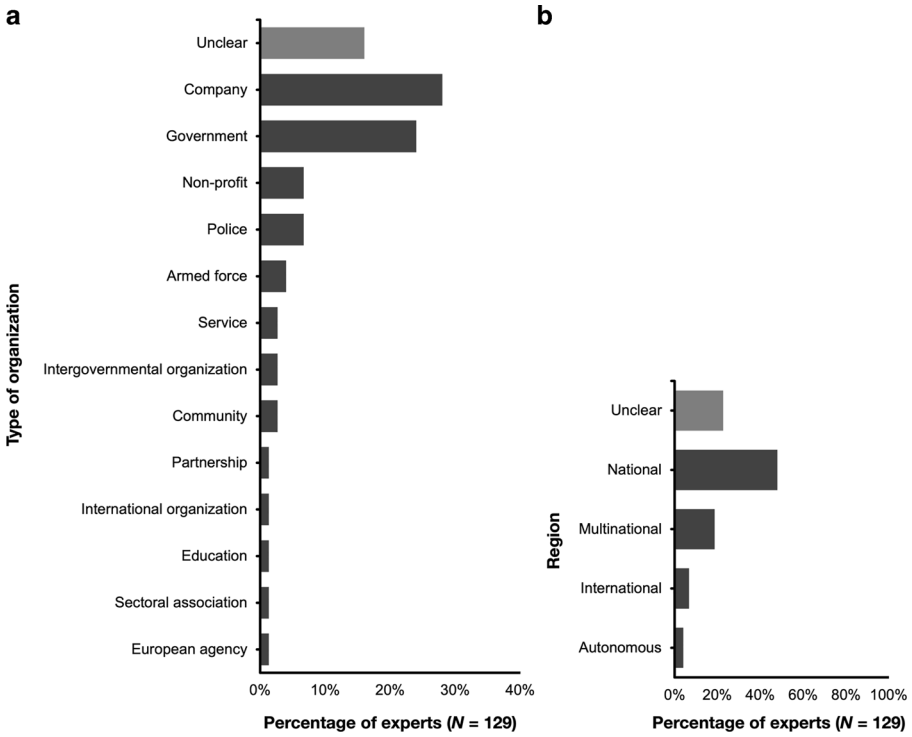 a
Type of organization
Unclear
Company
Government
Non-profit
Police
Armed force
Service
Intergovernmental organization
Community
Partnership
International organization
Education
Sectoral association
European agency
0% 10% 20% 30% 40%
Percentage of experts (N = 129)
b
Region
Unclear
National
Multinational
International
Autonomous
0% 20% 40% 60% 80% 100%
Percentage of experts (N = 129)